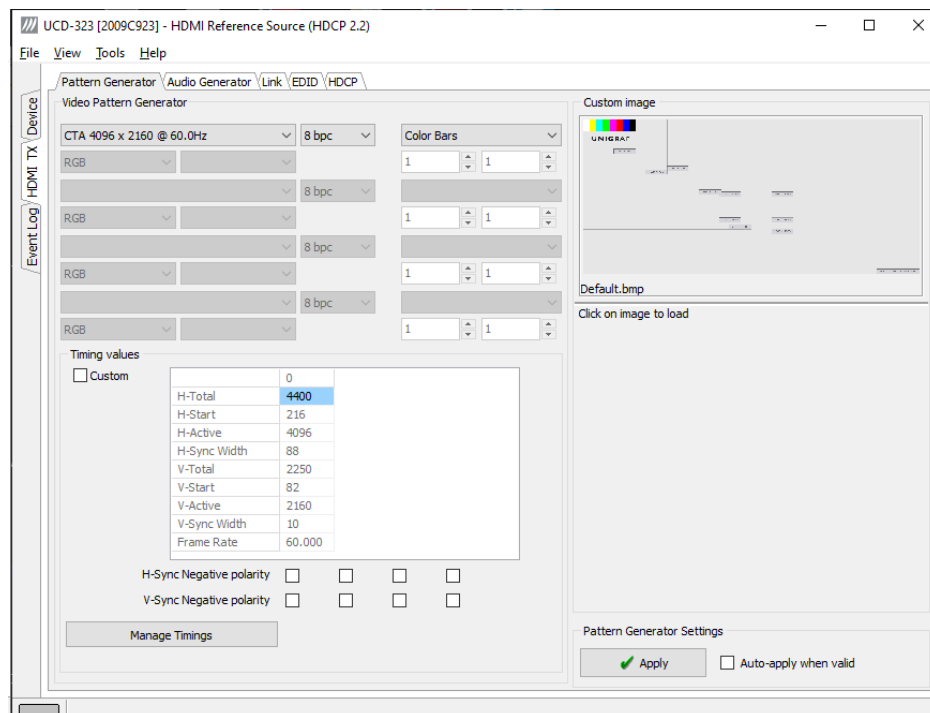 UCD-323 [2009C923] - HDMI Reference Source (HDCP 2.2)
File View Tools Help
Device
HDMI TX
Event Log
Pattern Generator Audio Generator Link EDID HDCP
Video Pattern Generator
CTA 4096 x 2160 @ 60.0Hz 8 bpc Color Bars
RGB 1 1
8 bpc
RGB 1 1
8 bpc
RGB 1 1
8 bpc
RGB 1 1
Timing values
Custom
0
H-Total 4400
H-Start 216
H-Active 4096
H-Sync Width 88
V-Total 2250
V-Start 82
V-Active 2160
V-Sync Width 10
Frame Rate 60.000
H-Sync Negative polarity
V-Sync Negative polarity
Manage Timings
Custom image
UNIGRAF
Default.bmp
Click on image to load
Pattern Generator Settings
Apply Auto-apply when valid